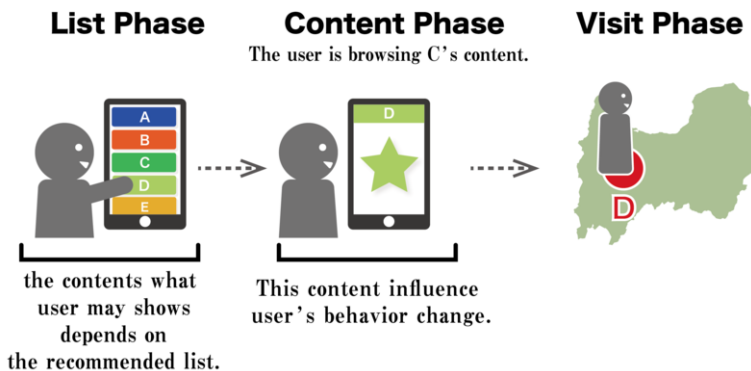 List Phase
A
B
C
D
E
the contents what
user may shows
depends on
the recommended list.
Content Phase
The user is browsing C's content.
D
This content influence
user's behavior change.
Visit Phase
D